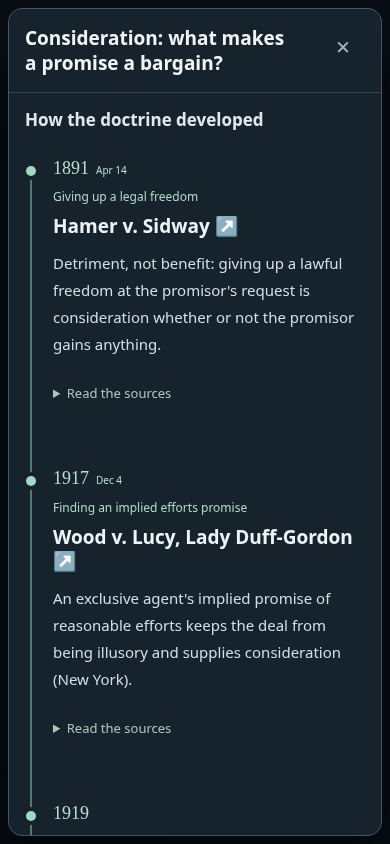 Consideration: what makes
a promise a bargain?
How the doctrine developed
1891 Apr 14
Giving up a legal freedom
Hamer v. Sidway ↗
Detriment, not benefit: giving up a lawful
freedom at the promisor's request is
consideration whether or not the promisor
gains anything.
Read the sources
1917 Dec 4
Finding an implied efforts promise
Wood v. Lucy, Lady Duff-Gordon
↗
An exclusive agent's implied promise of
reasonable efforts keeps the deal from
being illusory and supplies consideration
(New York).
Read the sources
1919